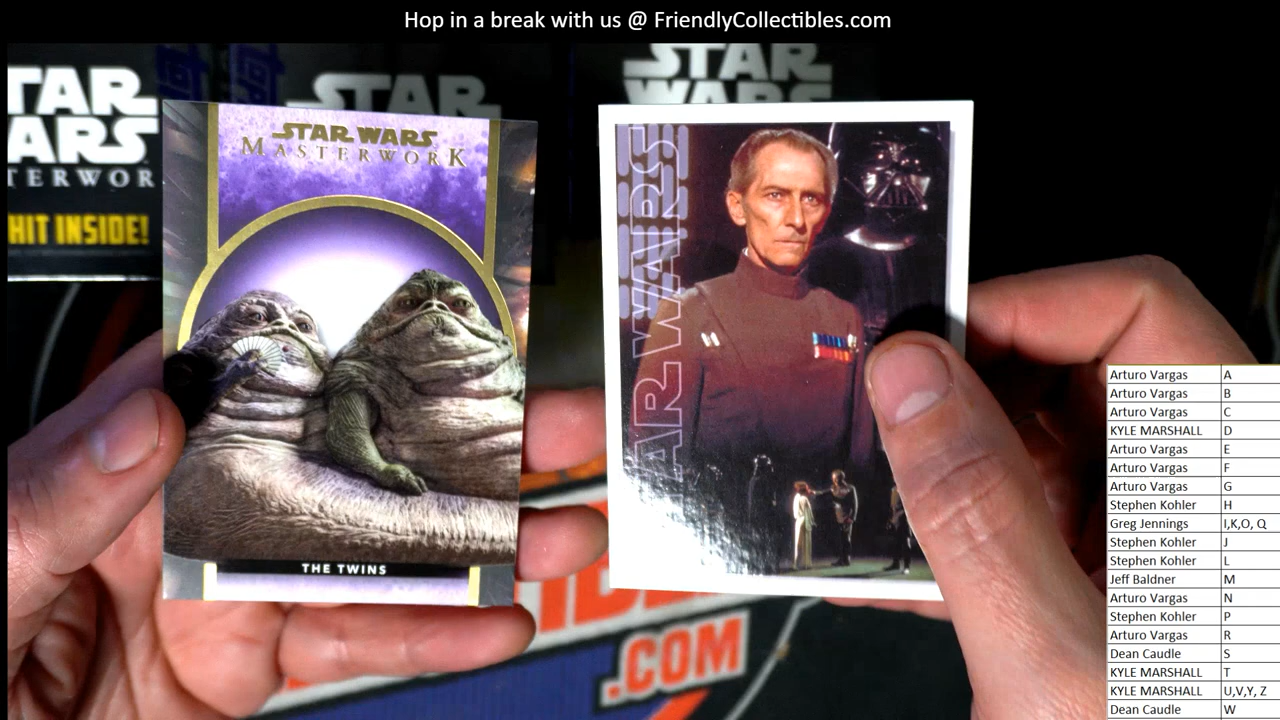 Hop in a break with us @ FriendlyCollectibles.com
TAR
ARS
TERWOR
HIT INSIDE!
STAR
STAR
WARS
STAR WARS
MASTERWORK
THE TWINS
WARS
ARWARS
.COM
Arturo Vargas A
Arturo Vargas B
Arturo Vargas C
KYLE MARSHALL D
Arturo Vargas E
Arturo Vargas F
Arturo Vargas G
Stephen Kohler H
Greg Jennings I,K,O, Q
Stephen Kohler J
Stephen Kohler L
Jeff Baldner M
Arturo Vargas N
Stephen Kohler P
Arturo Vargas R
Dean Caudle S
KYLE MARSHALL T
KYLE MARSHALL U,V,Y, Z
Dean Caudle W